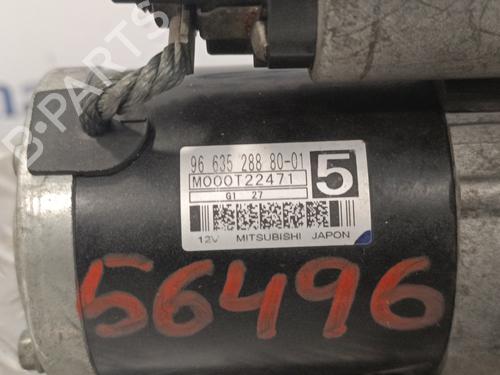 B-PARTS
96 635 288 80-01
M000T22471
5
G1 27
12V MITSUBISHI JAPON
56496